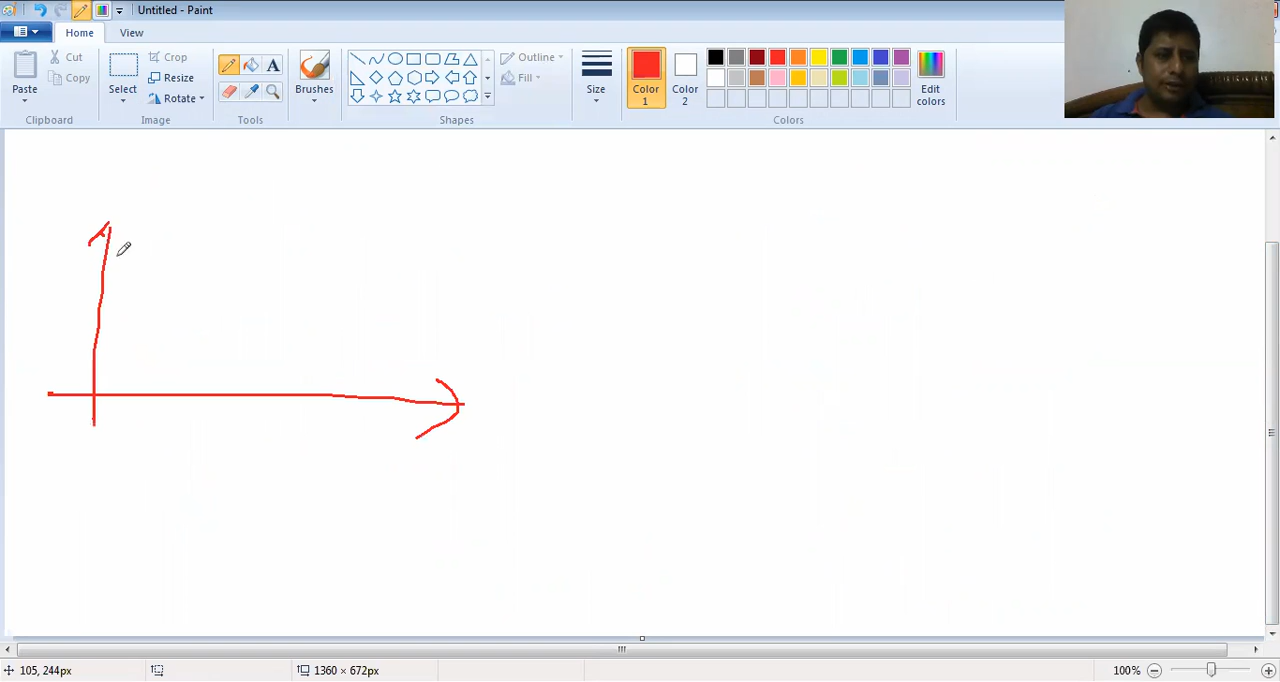 Untitled - Paint
Home
View
Paste
Cut
Copy
Clipboard
Select
Crop
Resize
Rotate
Image
A
Tools
Brushes
Outline
Fill
Shapes
Size
Color 1
Color 2
Edit colors
Colors
105, 244px
1360 × 672px
100%